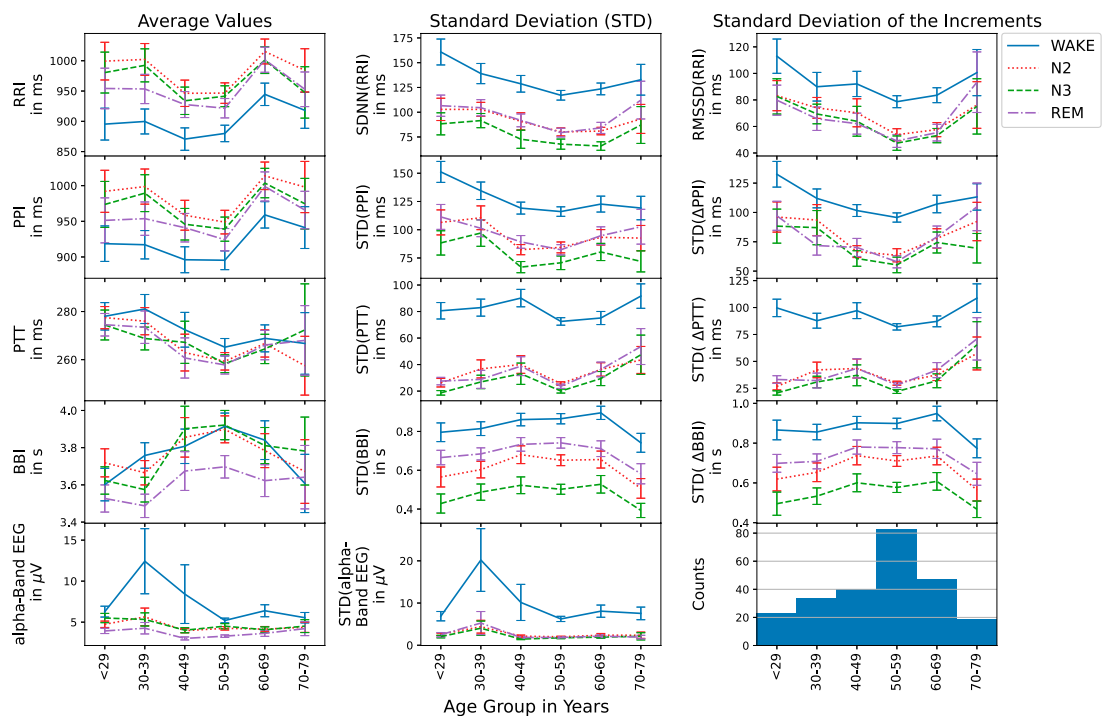 Average Values
Standard Deviation (STD)
Standard Deviation of the Increments
WAKE
N2
N3
REM
RRI
in ms
1000
950
900
850
SDNN(RRI)
in ms
175
150
125
100
75
RMSSD(RRI)
in ms
120
100
80
60
40
PPI
in ms
1000
950
900
STD(PPI)
in ms
175
150
125
100
75
STD(ΔPPI)
in ms
125
100
75
50
PTT
in ms
280
260
STD(PTT)
in ms
100
80
60
40
20
STD( ΔPTT)
in ms
125
100
75
50
25
BBI
in s
4.0
3.8
3.6
3.4
STD(BBI)
in s
0.8
0.6
0.4
STD( ΔBBI)
in s
1.0
0.8
0.6
0.4
alpha-Band EEG
in μV
15
10
5
STD(alpha-
Band EEG)
in μV
20
10
0
Counts
80
60
40
20
0
<29
30-39
40-49
50-59
60-69
70-79
<29
30-39
40-49
50-59
60-69
70-79
<29
30-39
40-49
50-59
60-69
70-79
Age Group in Years